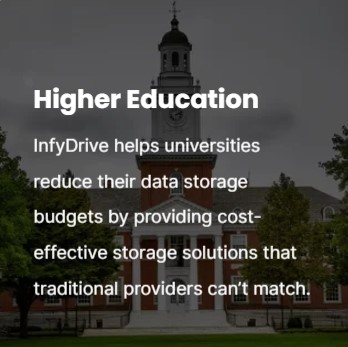 Higher Education
InfyDrive helps universities
reduce their data storage
budgets by providing cost-
effective storage solutions that
traditional providers can't match.